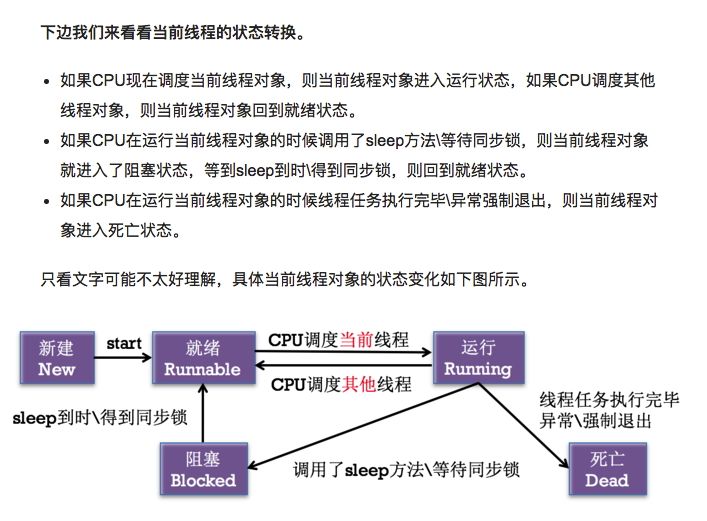 下边我们来看看当前线程的状态转换。
如果CPU现在调度当前线程对象，则当前线程对象进入运行状态，如果CPU调度其他
线程对象，则当前线程对象回到就绪状态。
如果CPU在运行当前线程对象的时候调用了sleep方法\等待同步锁，则当前线程对象
就进入了阻塞状态，等到sleep到时\得到同步锁，则回到就绪状态。
如果CPU在运行当前线程对象的时候线程任务执行完毕\异常强制退出，则当前线程对
象进入死亡状态。
只看文字可能不太好理解，具体当前线程对象的状态变化如下图所示。
新建
New
start
就绪
Runnable
CPU调度当前线程
CPU调度其他线程
运行
Running
sleep到时\得到同步锁
线程任务执行完毕
异常\强制退出
阻塞
Blocked
调用了sleep方法\等待同步锁
死亡
Dead